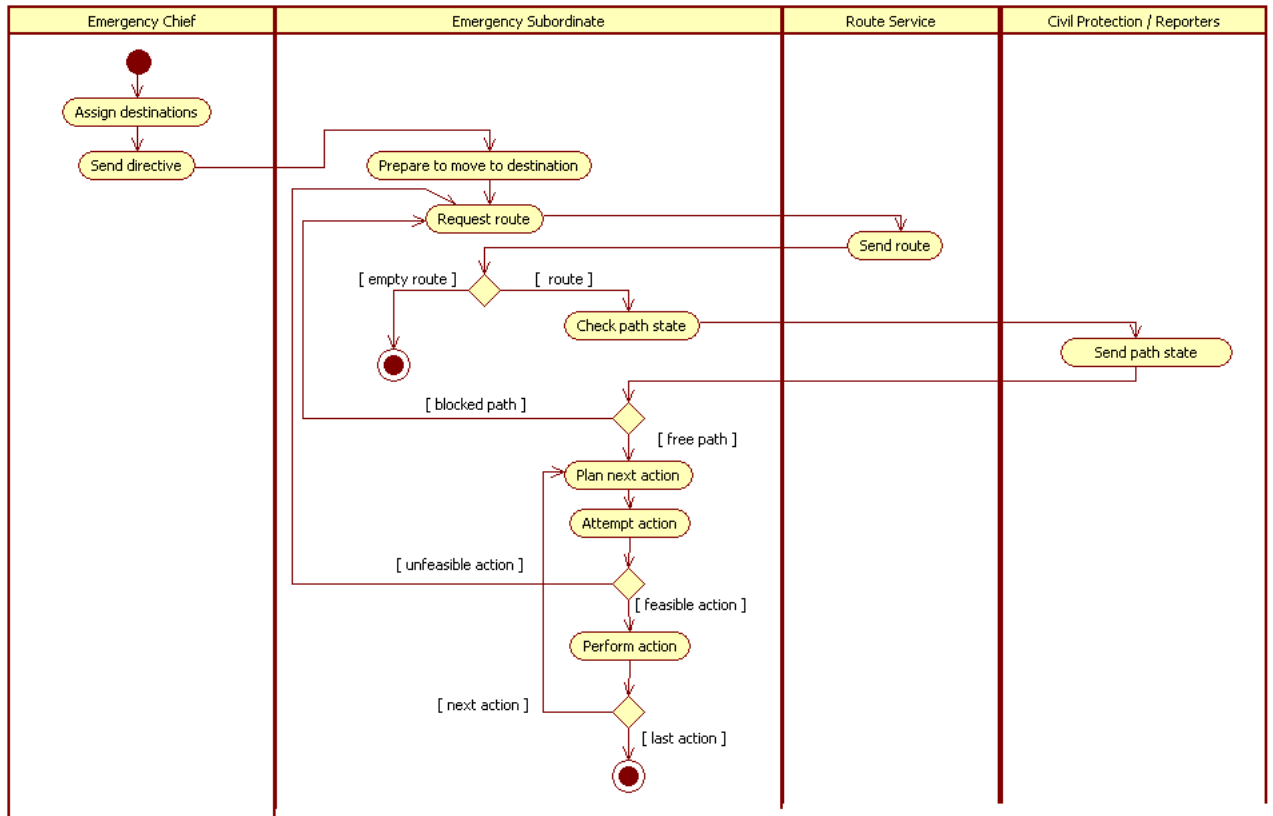 Emergency Chief
Emergency Subordinate
Route Service
Civil Protection / Reporters
Assign destinations
Send directive
Prepare to move to destination
Request route
Send route
[ empty route ]
[ route ]
Check path state
Send path state
[ blocked path ]
[ free path ]
Plan next action
Attempt action
[ unfeasible action ]
[ feasible action ]
Perform action
[ next action ]
[ last action ]